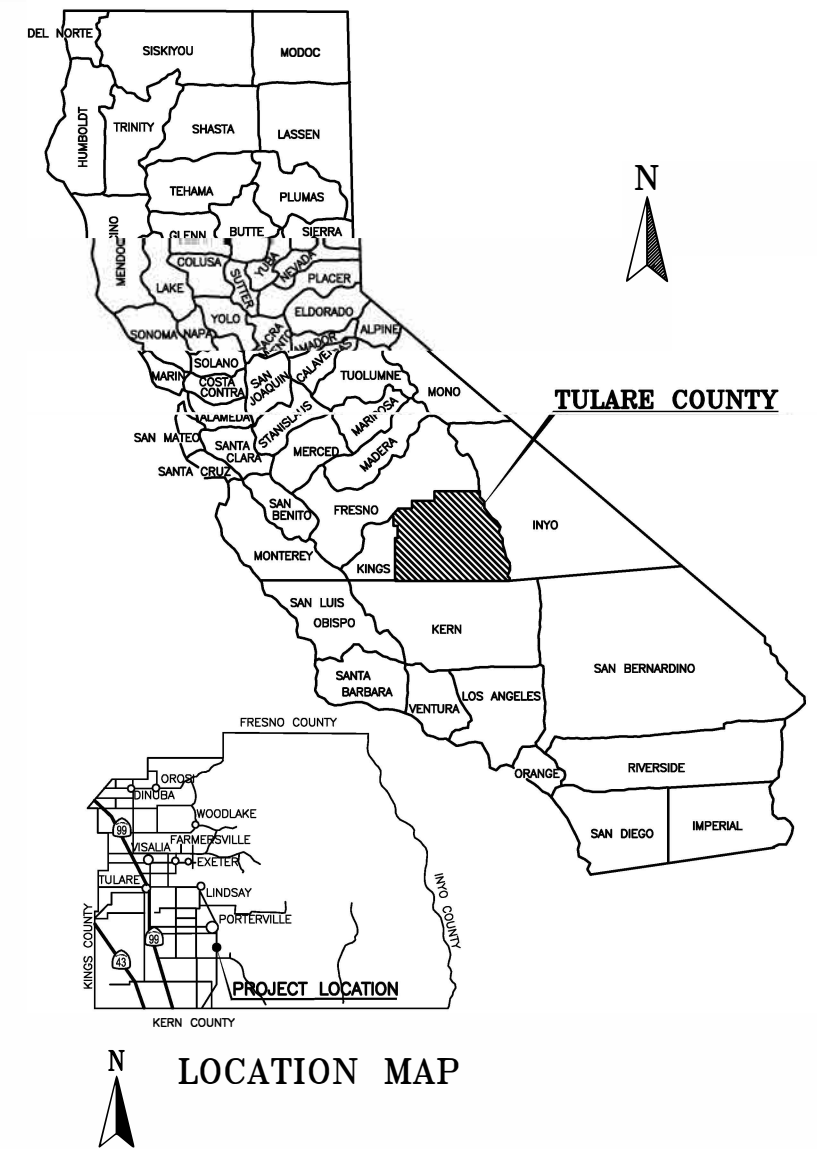 DEL NORTE
SISKIYOU
MODOC
HUMBOLDT
TRINITY
SHASTA
LASSEN
TEHAMA
PLUMAS
N
GLENN
BUTTE
SIERRA
MENDOCINO
COLUSA
LAKE
SUTTER
YUBA
NEVADA
PLACER
YOLO
ELDORADO
SONOMA
NAPA
ALPINE
AMADOR
SOLANO
MARIN
COSTA
CONTRA
SAN
JOAQUIN
TUOLUMNE
MONO
TULARE COUNTY
ALAMEDA
STANISLAUS
MARIPOSA
SAN MATEO
SANTA
CLARA
MERCED
MADERA
SANTA CRUZ
SAN
BENITO
FRESNO
INYO
MONTEREY
KINGS
SAN LUIS
OBISPO
KERN
SAN BERNARDINO
SANTA
BARBARA
VENTURA
LOS ANGELES
ORANGE
RIVERSIDE
SAN DIEGO
IMPERIAL
FRESNO COUNTY
OROSI
DINUBA
WOODLAKE
99
FARMERSVILLE
VISALIA
EXETER
TULARE
LINDSAY
PORTERVILLE
99
43
KINGS COUNTY
INYO COUNTY
PROJECT LOCATION
KERN COUNTY
N
LOCATION MAP